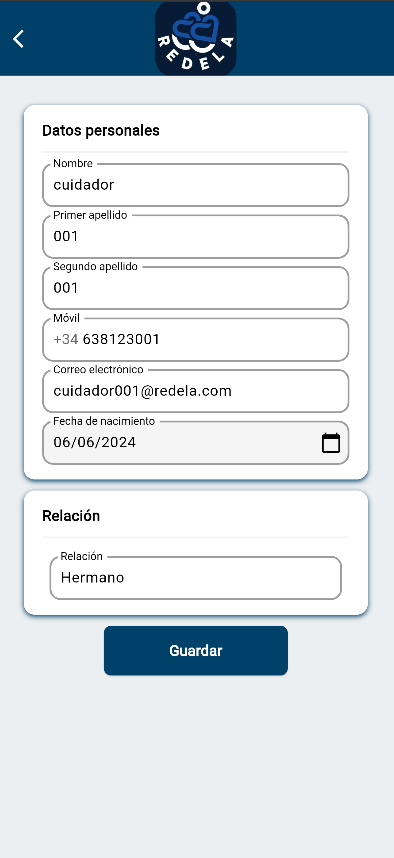 REDELA
Datos personales
Nombre
cuidador
Primer apellido
001
Segundo apellido
001
Móvil
+34 638123001
Correo electrónico
cuidador001@redela.com
Fecha de nacimiento
06/06/2024
Relación
Relación
Hermano
Guardar